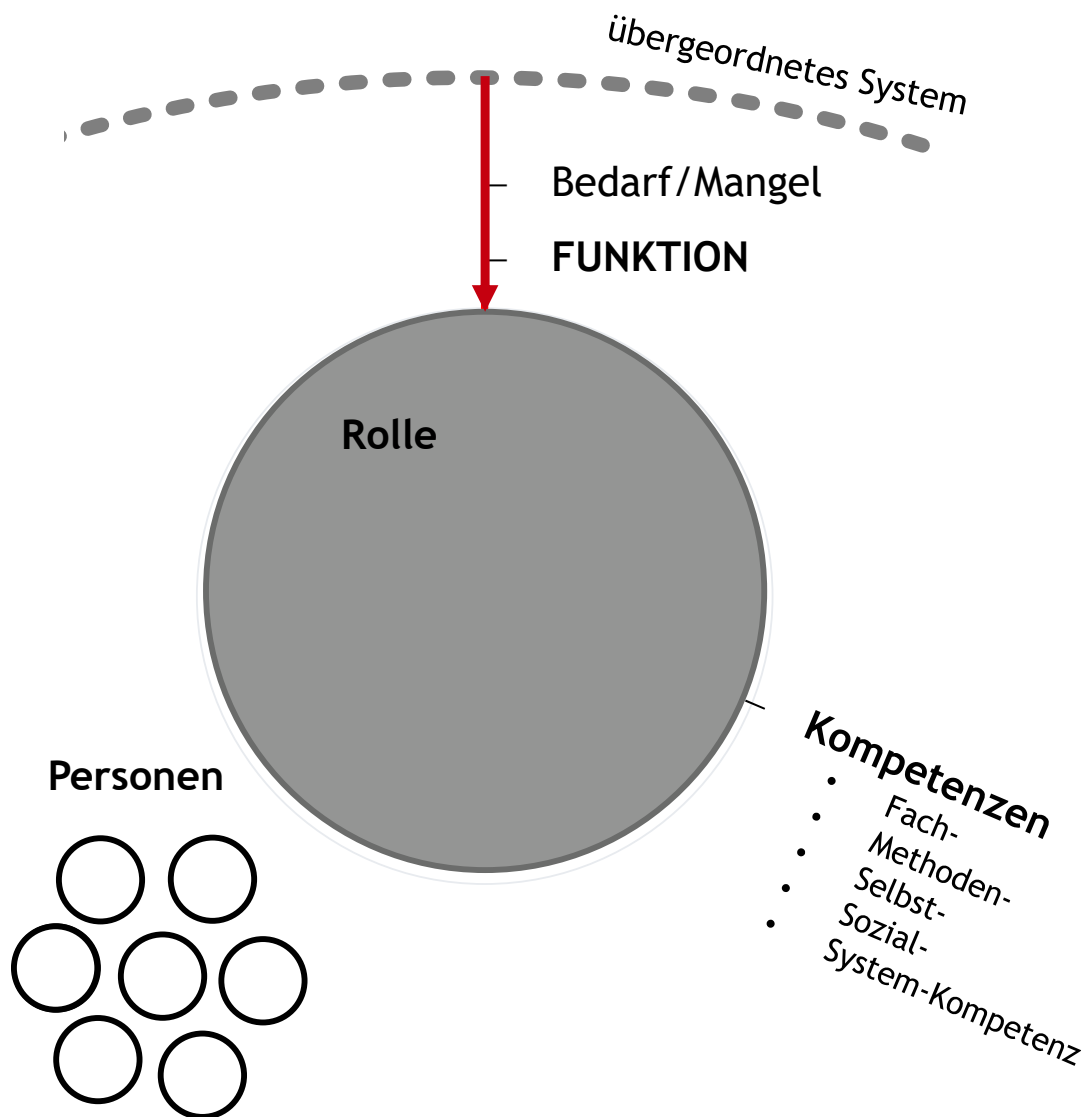 übergeordnetes System
Bedarf/Mangel
FUNKTION
Rolle
Personen
Kompetenzen
• Fach-
• Methoden-
• Selbst-
• Sozial-
• System-Kompetenz